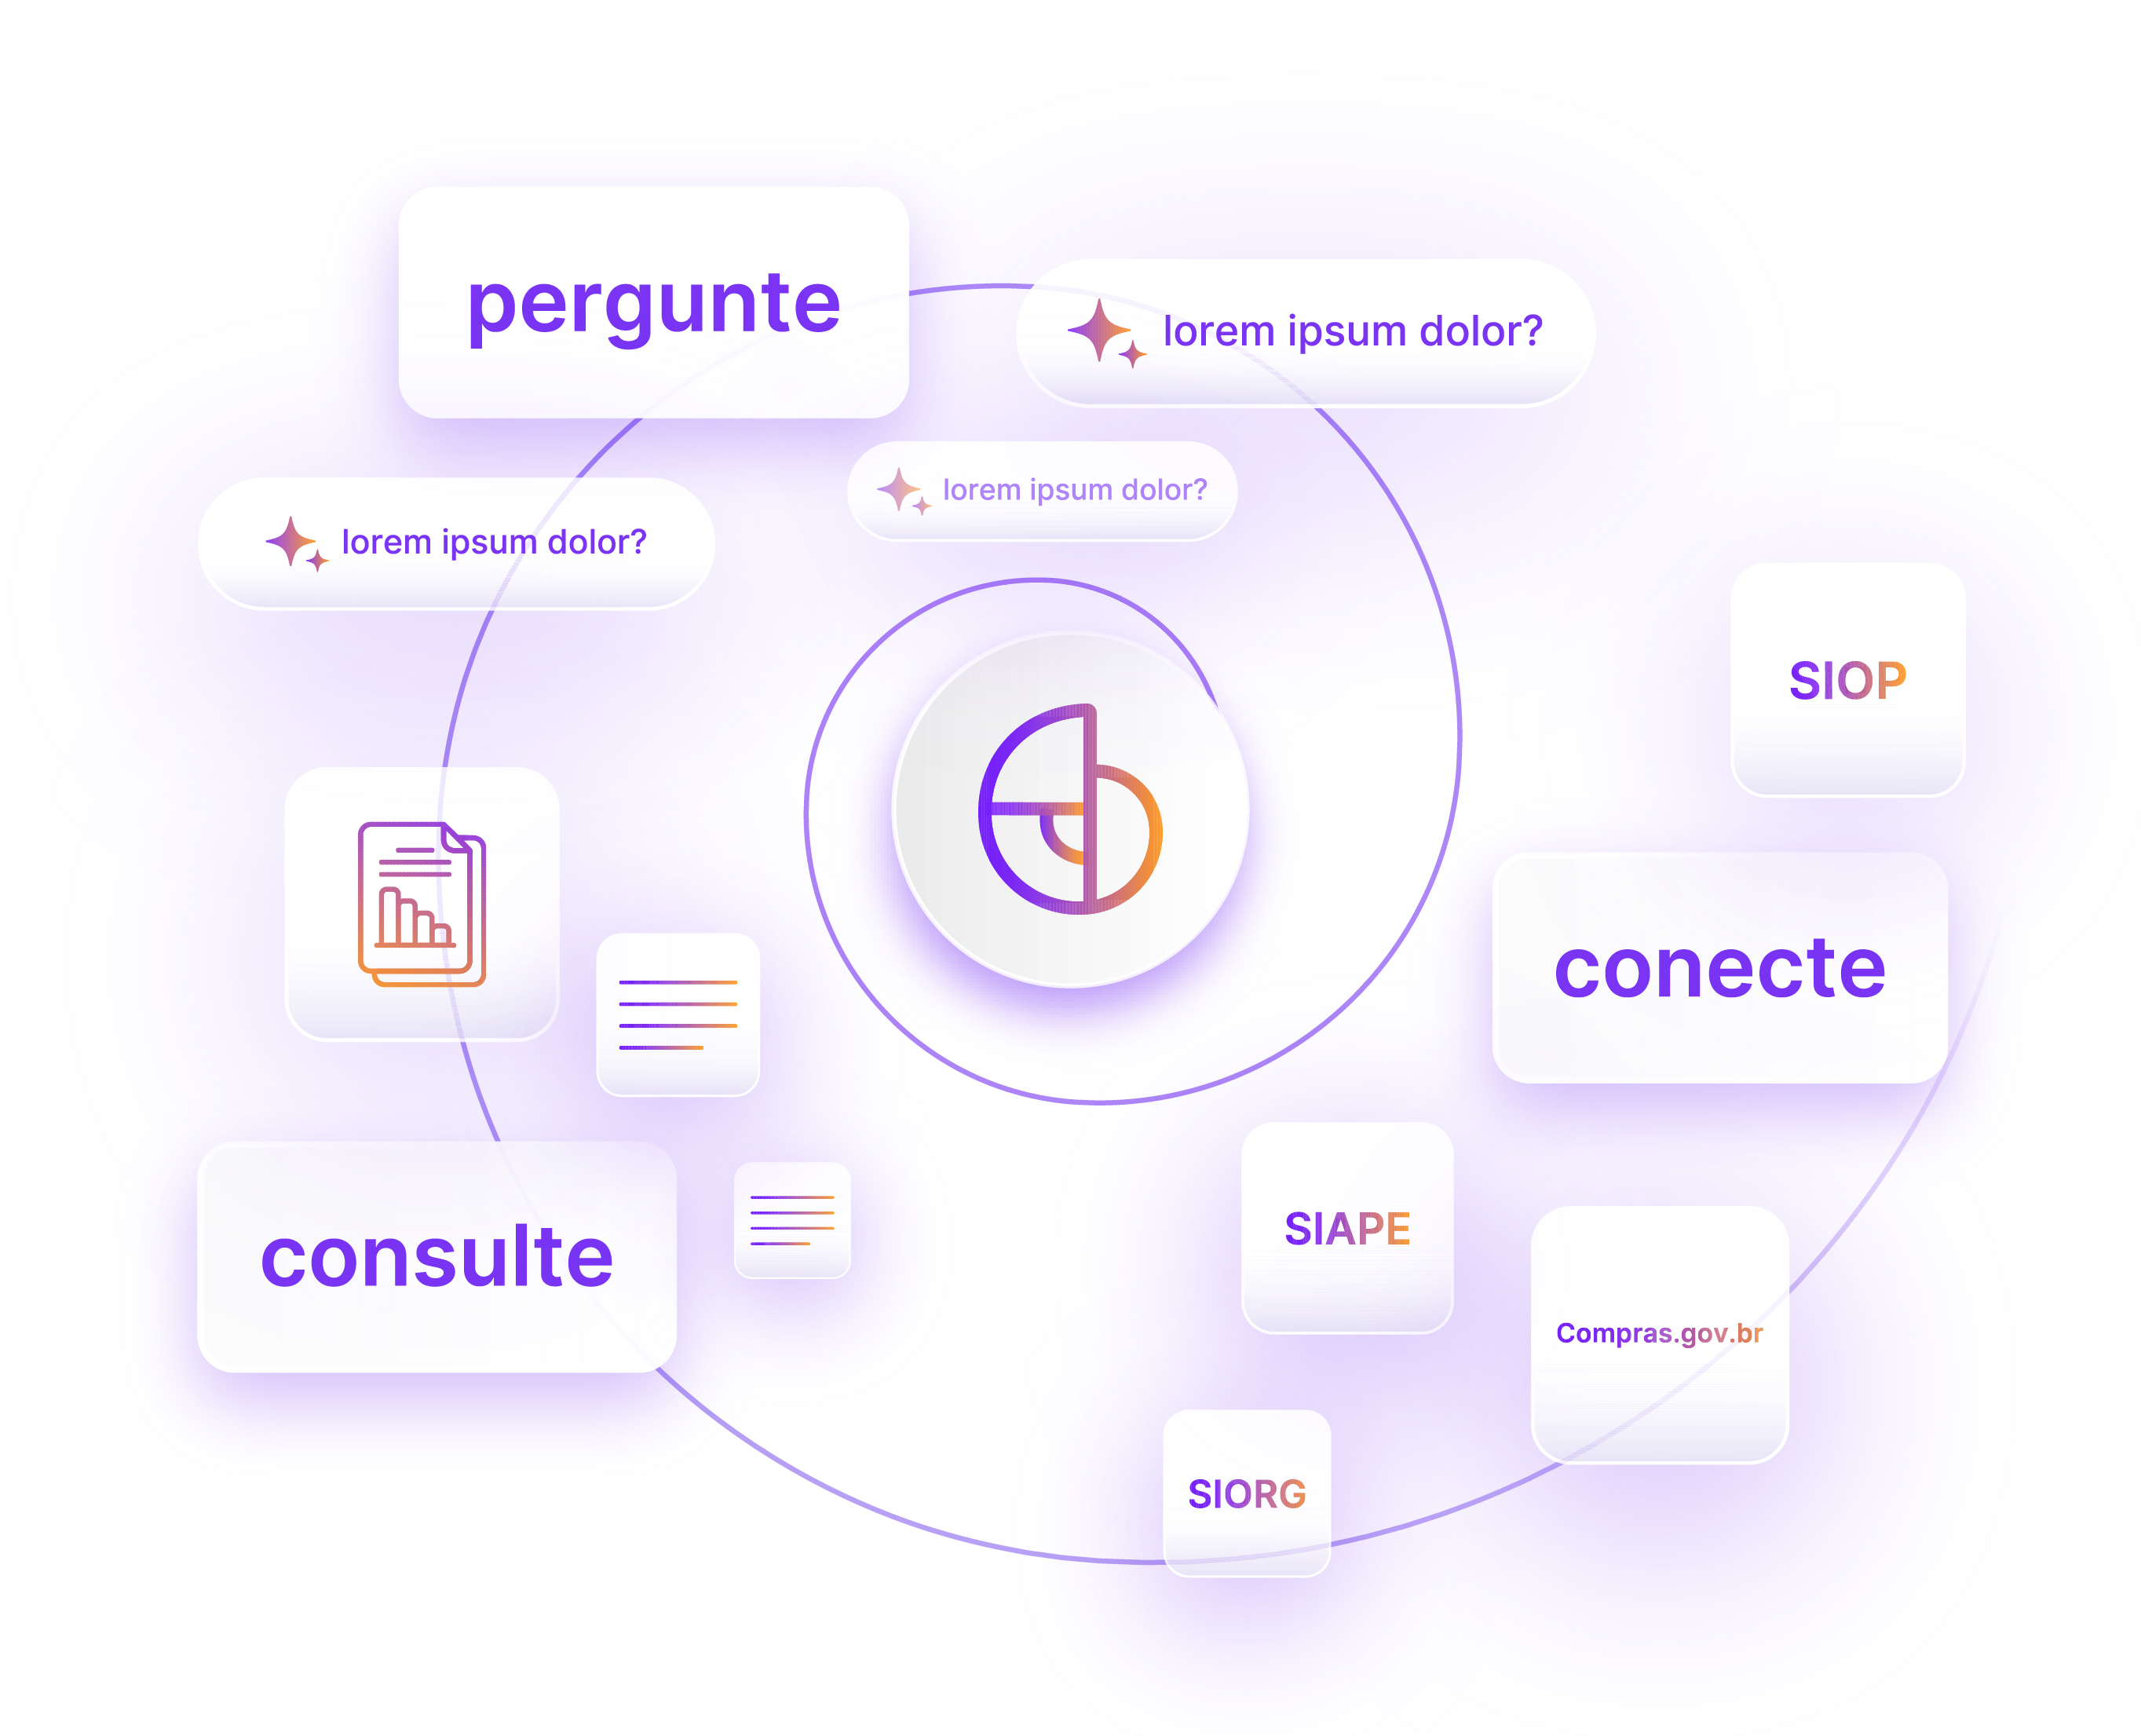 pergunte
lorem ipsum dolor?
lorem ipsum dolor?
lorem ipsum dolor?
SIOP
conecte
consulte
SIAPE
Compras.gov.br
SIORG